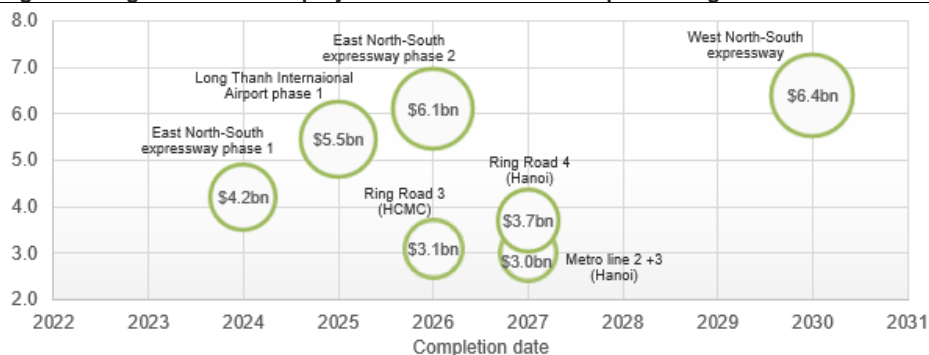 8.0
7.0
6.0
5.0
4.0
3.0
2.0
East North-South
expressway phase 1
$4.2bn
Long Thanh Internaional
Airport phase 1
$5.5bn
East North-South
expressway phase 2
$6.1bn
Ring Road 3
(HCMC)
$3.1bn
Ring Road 4
(Hanoi)
$3.7bn
$3.0bn
Metro line 2 +3
(Hanoi)
West North-South
expressway
$6.4bn
2022 2023 2024 2025 2026 2027 2028 2029 2030 2031
Completion date